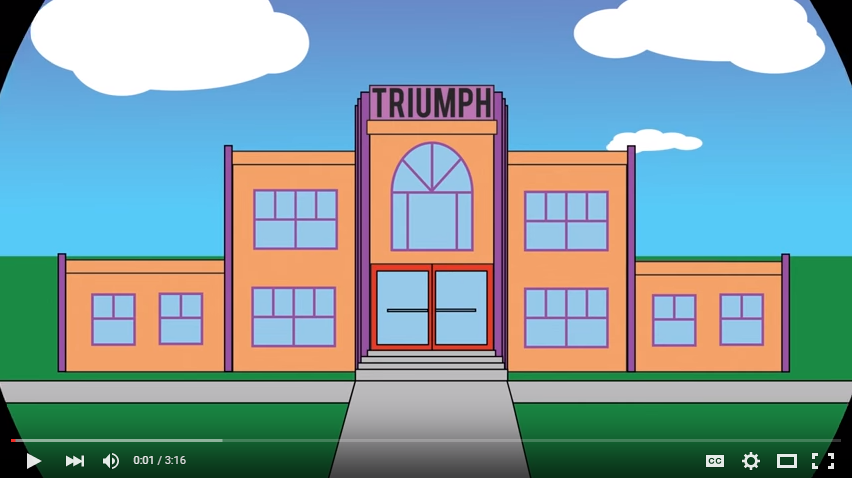 TRIUMPH
0:01 / 3:16
CC